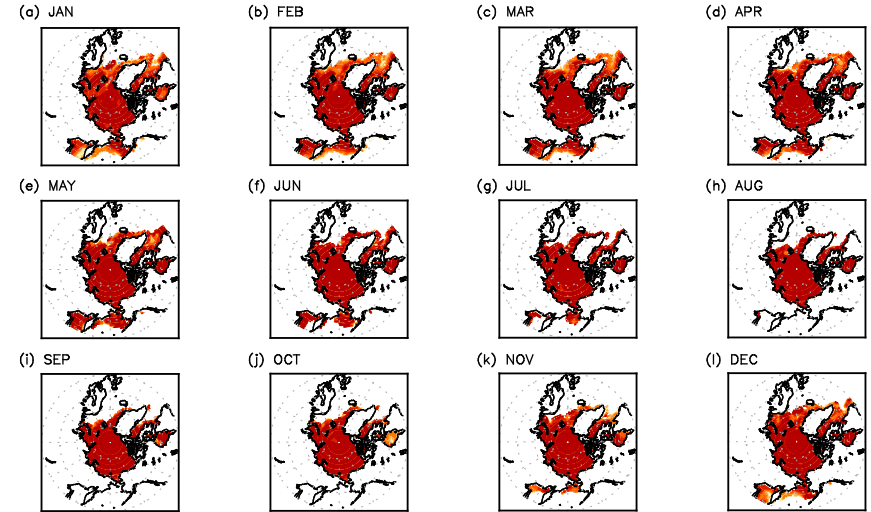 (a) JAN
(b) FEB
(c) MAR
(d) APR
(e) MAY
(f) JUN
(g) JUL
(h) AUG
(i) SEP
(j) OCT
(k) NOV
(l) DEC